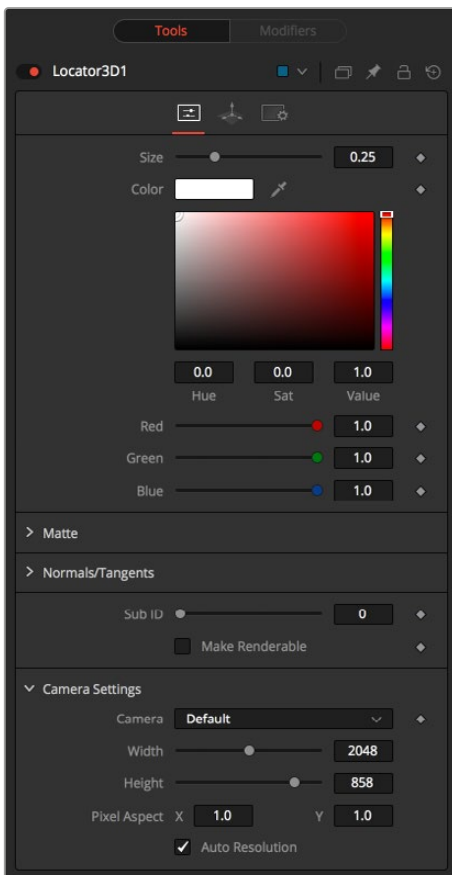 Tools Modifiers
Locator3D1
Size 0.25
Color
0.0 0.0 1.0
Hue Sat Value
Red 1.0
Green 1.0
Blue 1.0
Matte
Normals/Tangents
Sub ID 0
Make Renderable
Camera Settings
Camera Default
Width 2048
Height 858
Pixel Aspect X 1.0 Y 1.0
Auto Resolution